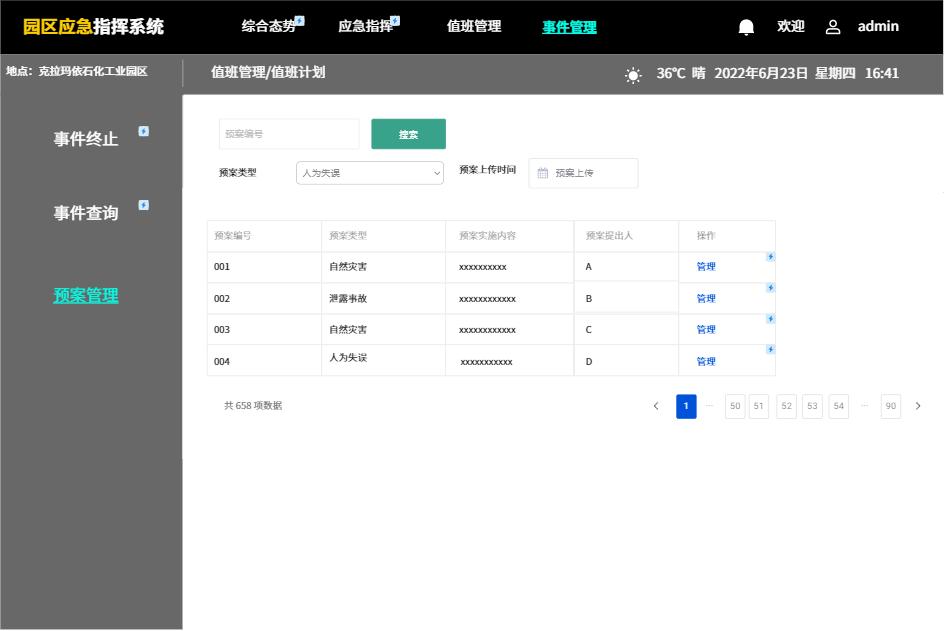 园区应急指挥系统 综合态势 应急指挥 值班管理 事件管理 欢迎 admin
地点：克拉玛依石化工业园区 值班管理/值班计划 36℃ 晴 2022年6月23日 星期四 16:41
事件终止
事件查询
预案管理
预案编号 搜索
预案类型 人为失误 预案上传时间 预案上传
预案编号 预案类型 预案实施内容 预案提出人 操作
001 自然灾害 xxxxxxxxxx A 管理
002 泄露事故 xxxxxxxxxxxx B 管理
003 自然灾害 xxxxxxxxxxxx C 管理
004 人为失误 xxxxxxxxxxx D 管理
共 658 项数据 1 ··· 50 51 52 53 54 ··· 90